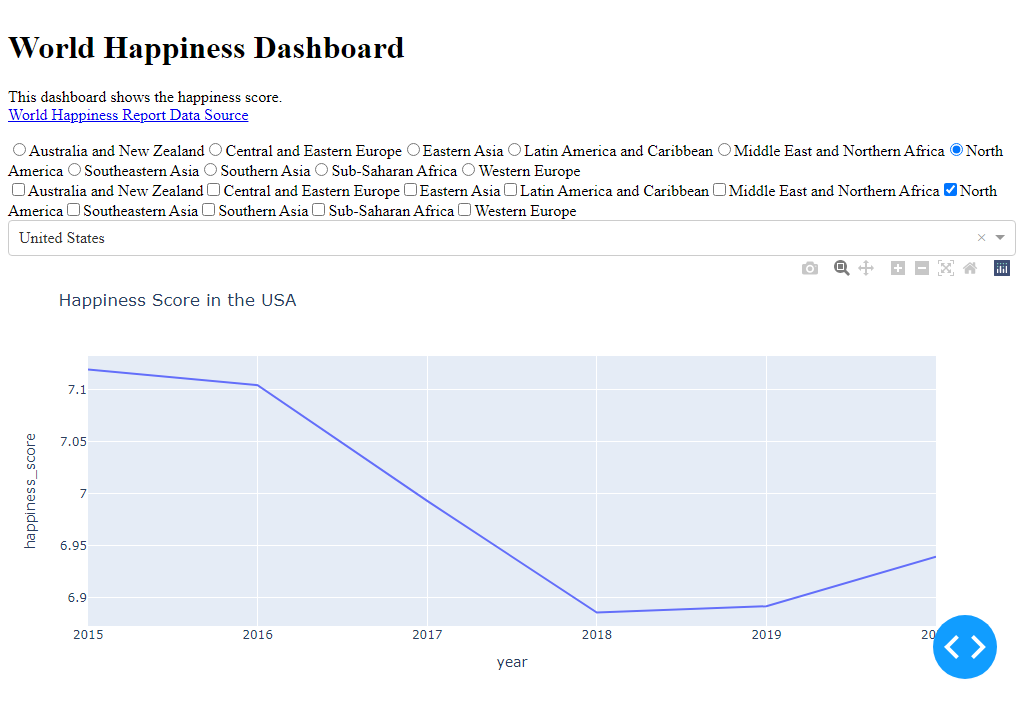 World Happiness Dashboard
This dashboard shows the happiness score.
World Happiness Report Data Source
Australia and New Zealand Central and Eastern Europe Eastern Asia Latin America and Caribbean Middle East and Northern Africa North
America Southeastern Asia Southern Asia Sub-Saharan Africa Western Europe
Australia and New Zealand Central and Eastern Europe Eastern Asia Latin America and Caribbean Middle East and Northern Africa North
America Southeastern Asia Southern Asia Sub-Saharan Africa Western Europe
United States
Happiness Score in the USA
7.1
7.05
7
6.95
6.9
happiness_score
2015 2016 2017 2018 2019
year